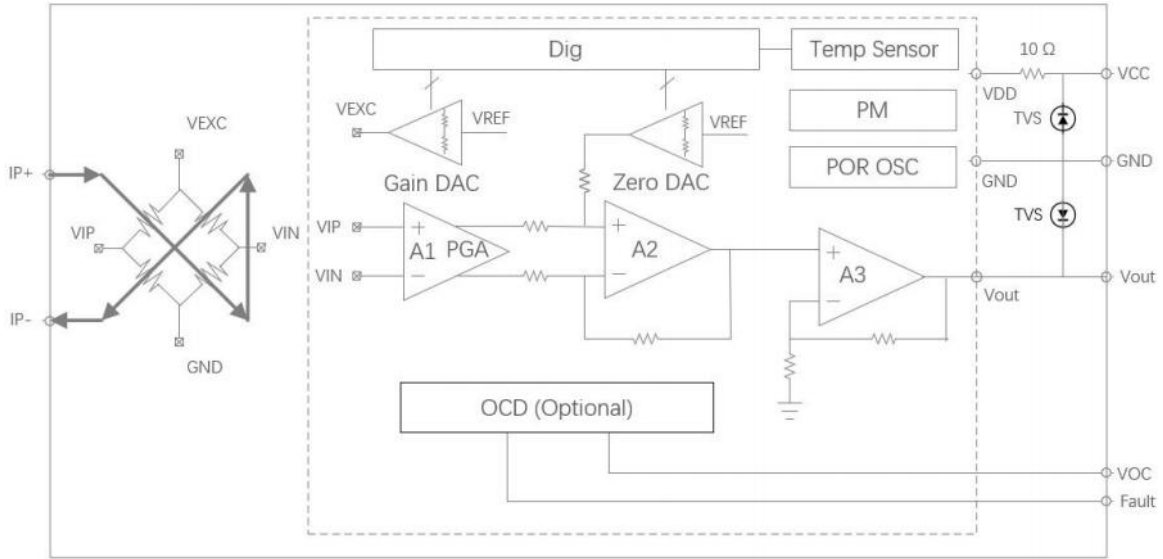 Dig
Temp Sensor
10 Ω
VCC
VDD
VEXC
VREF
VREF
PM
TVS
VEXC
IP+
Gain DAC
Zero DAC
POR OSC
GND
GND
VIP
VIN
VIP
+
A1
PGA
VIN
−
+
A2
−
+
A3
−
TVS
Vout
Vout
IP-
GND
OCD (Optional)
VOC
Fault